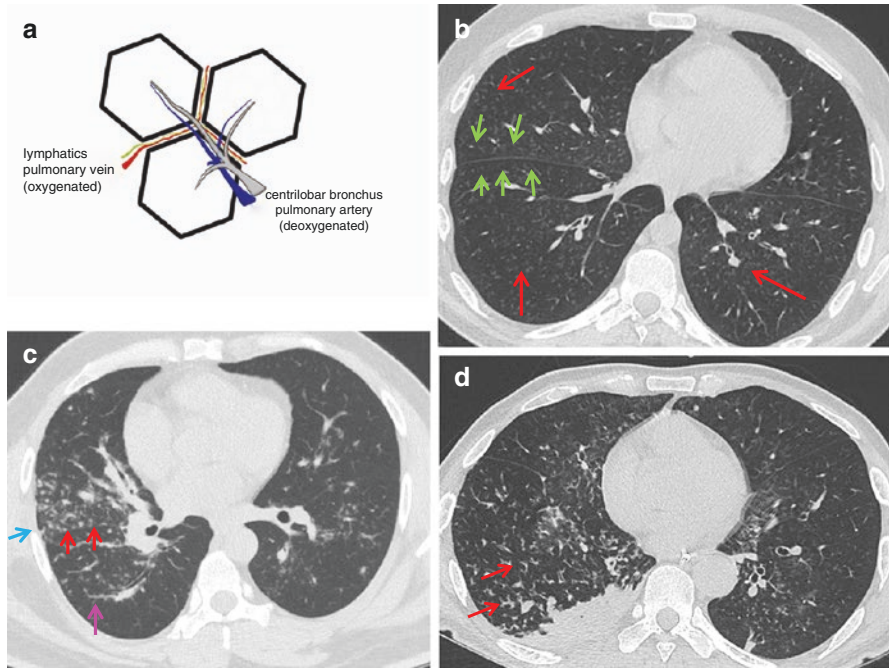 a
lymphatics
pulmonary vein
(oxygenated)
centrilobar bronchus
pulmonary artery
(deoxygenated)
b
c
d